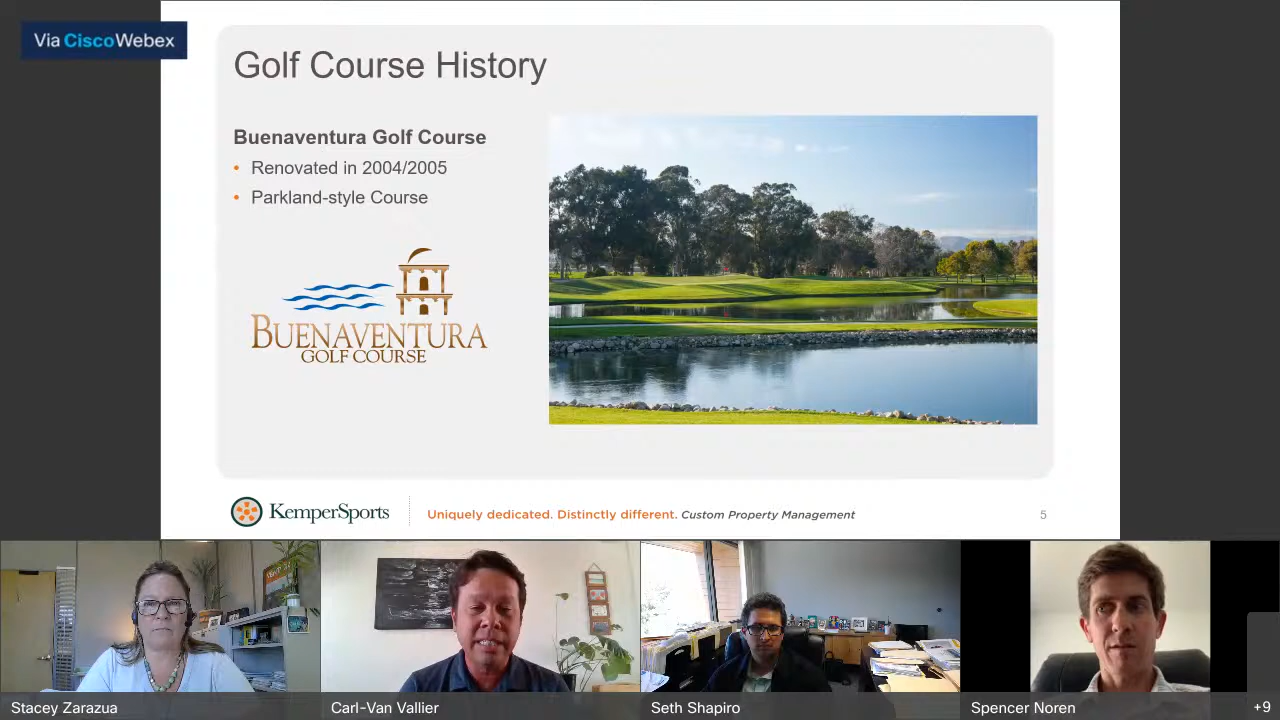 Via CiscoWebex
Golf Course History
Buenaventura Golf Course
• Renovated in 2004/2005
• Parkland-style Course
BUENAVENTURA
GOLF COURSE
KemperSports
Uniquely dedicated. Distinctly different. Custom Property Management
5
Stacey Zarazua
Carl-Van Vallier
Seth Shapiro
Spencer Noren
+9